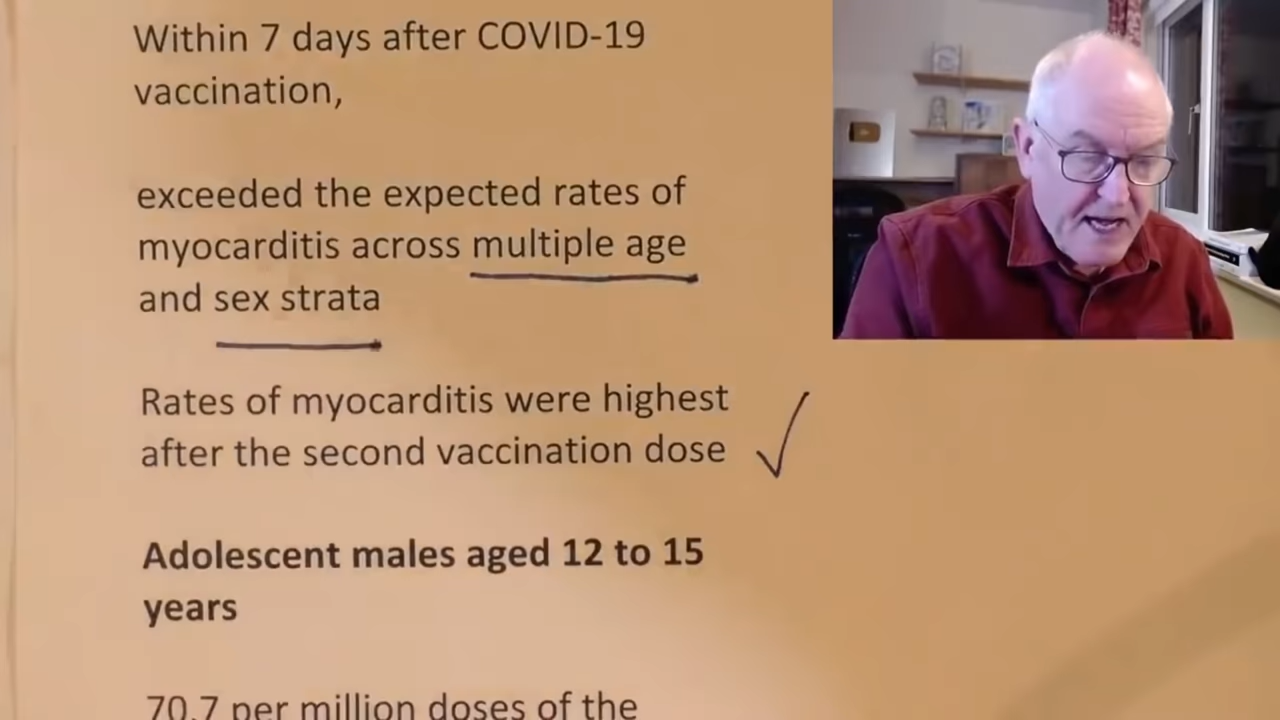 Within 7 days after COVID-19
vaccination,
exceeded the expected rates of
myocarditis across multiple age
and sex strata
Rates of myocarditis were highest
after the second vaccination dose
Adolescent males aged 12 to 15
years
70.7 per million doses of the